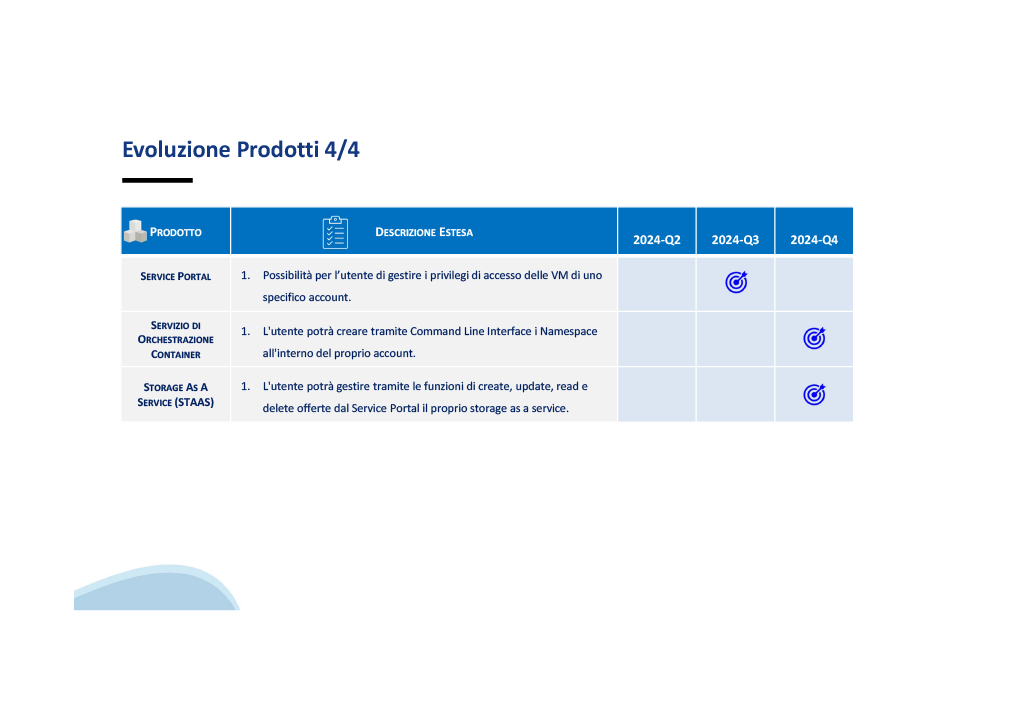 Evoluzione Prodotti 4/4
Prodotto
Descrizione Estesa
2024-Q2
2024-Q3
2024-Q4
Service Portal
1. Possibilità per l’utente di gestire i privilegi di accesso delle VM di uno
specifico account.
Servizio di
Orchestrazione
Container
1. L'utente potrà creare tramite Command Line Interface i Namespace
all'interno del proprio account.
Storage As A
Service (STAAS)
1. L'utente potrà gestire tramite le funzioni di create, update, read e
delete offerte dal Service Portal il proprio storage as a service.